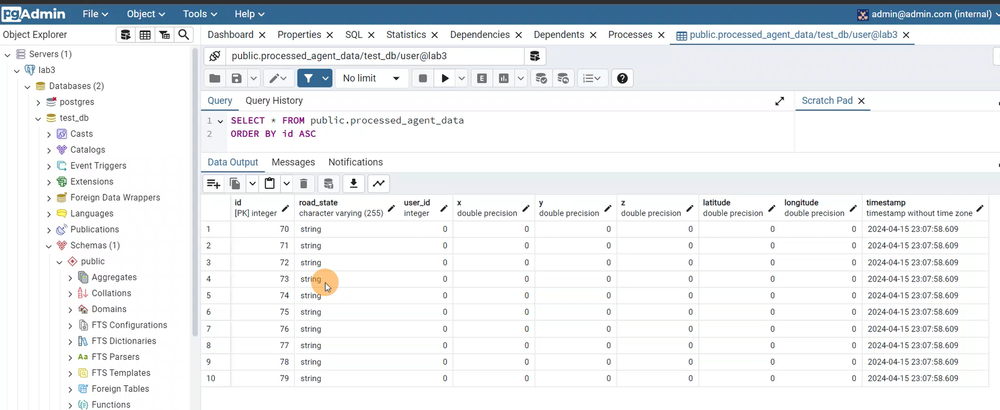 pgAdmin File Object Tools Help admin@admin.com (internal)
Object Explorer
Dashboard Properties SQL Statistics Dependencies Dependents Processes public.processed_agent_data/test_db/user@lab3
Servers (1)
lab3
Databases (2)
postgres
test_db
Casts
Catalogs
Event Triggers
Extensions
Foreign Data Wrappers
Languages
Publications
Schemas (1)
public
Aggregates
Collations
Domains
FTS Configurations
FTS Dictionaries
Aa FTS Parsers
FTS Templates
Foreign Tables
Functions
public.processed_agent_data/test_db/user@lab3
No limit E
Query Query History Scratch Pad
1 SELECT * FROM public.processed_agent_data
2 ORDER BY id ASC
Data Output Messages Notifications
id road_state user_id x y z latitude longitude timestamp
[PK] integer character varying (255) integer double precision double precision double precision double precision double precision timestamp without time zone
1 70 string 0 0 0 0 0 0 2024-04-15 23:07:58.609
2 71 string 0 0 0 0 0 0 2024-04-15 23:07:58.609
3 72 string 0 0 0 0 0 0 2024-04-15 23:07:58.609
4 73 string 0 0 0 0 0 0 2024-04-15 23:07:58.609
5 74 string 0 0 0 0 0 0 2024-04-15 23:07:58.609
6 75 string 0 0 0 0 0 0 2024-04-15 23:07:58.609
7 76 string 0 0 0 0 0 0 2024-04-15 23:07:58.609
8 77 string 0 0 0 0 0 0 2024-04-15 23:07:58.609
9 78 string 0 0 0 0 0 0 2024-04-15 23:07:58.609
10 79 string 0 0 0 0 0 0 2024-04-15 23:07:58.609